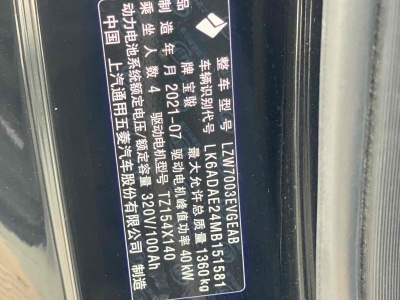 品牌 宝骏 整车型号 LZW7003EVGEAB
车辆识别代号 LK6ADAE24MB151581
制造年月 2021-07 最大允许总质量 1360kg
乘坐人数 4 驱动电机峰值功率 40kW
驱动电机型号 TZ154X140
动力电池系统额定电压/额定容量 320V/100Ah
中国 上汽通用五菱汽车股份有限公司 制造